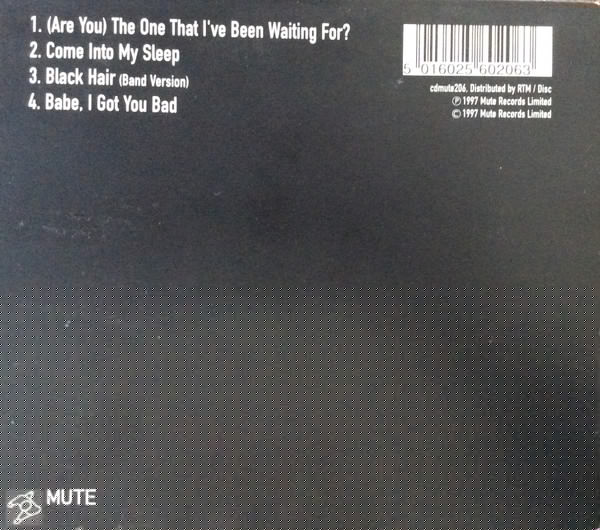 1. (Are You) The One That I've Been Waiting For?
2. Come Into My Sleep
3. Black Hair (Band Version)
4. Babe, I Got You Bad
5 016025 602063
cdmute206, Distributed by RTM / Disc
℗ 1997 Mute Records Limited
© 1997 Mute Records Limited
MUTE